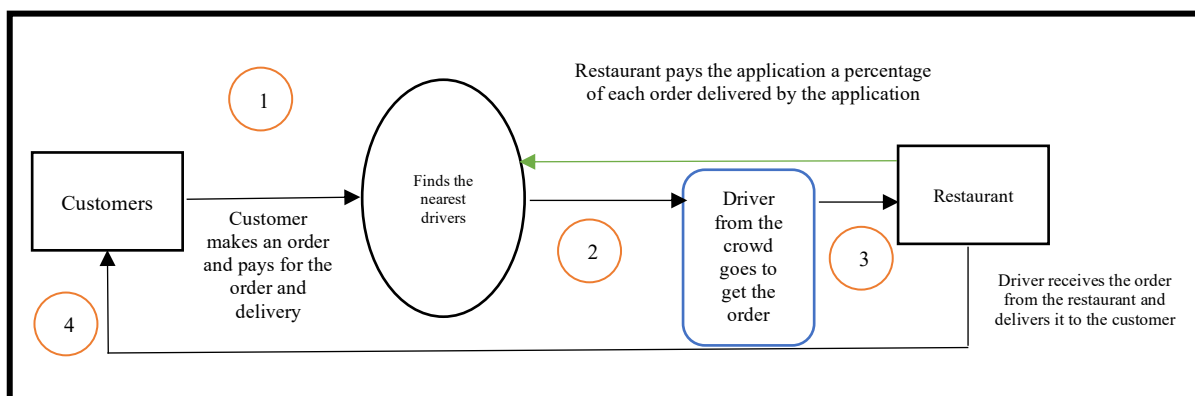 Restaurant pays the application a percentage
of each order delivered by the application
1
Customers
Customer
makes an order
and pays for the
order and
delivery
Finds the
nearest
drivers
2
Driver
from the
crowd
goes to
get the
order
3
Restaurant
Driver receives the order
from the restaurant and
delivers it to the customer
4